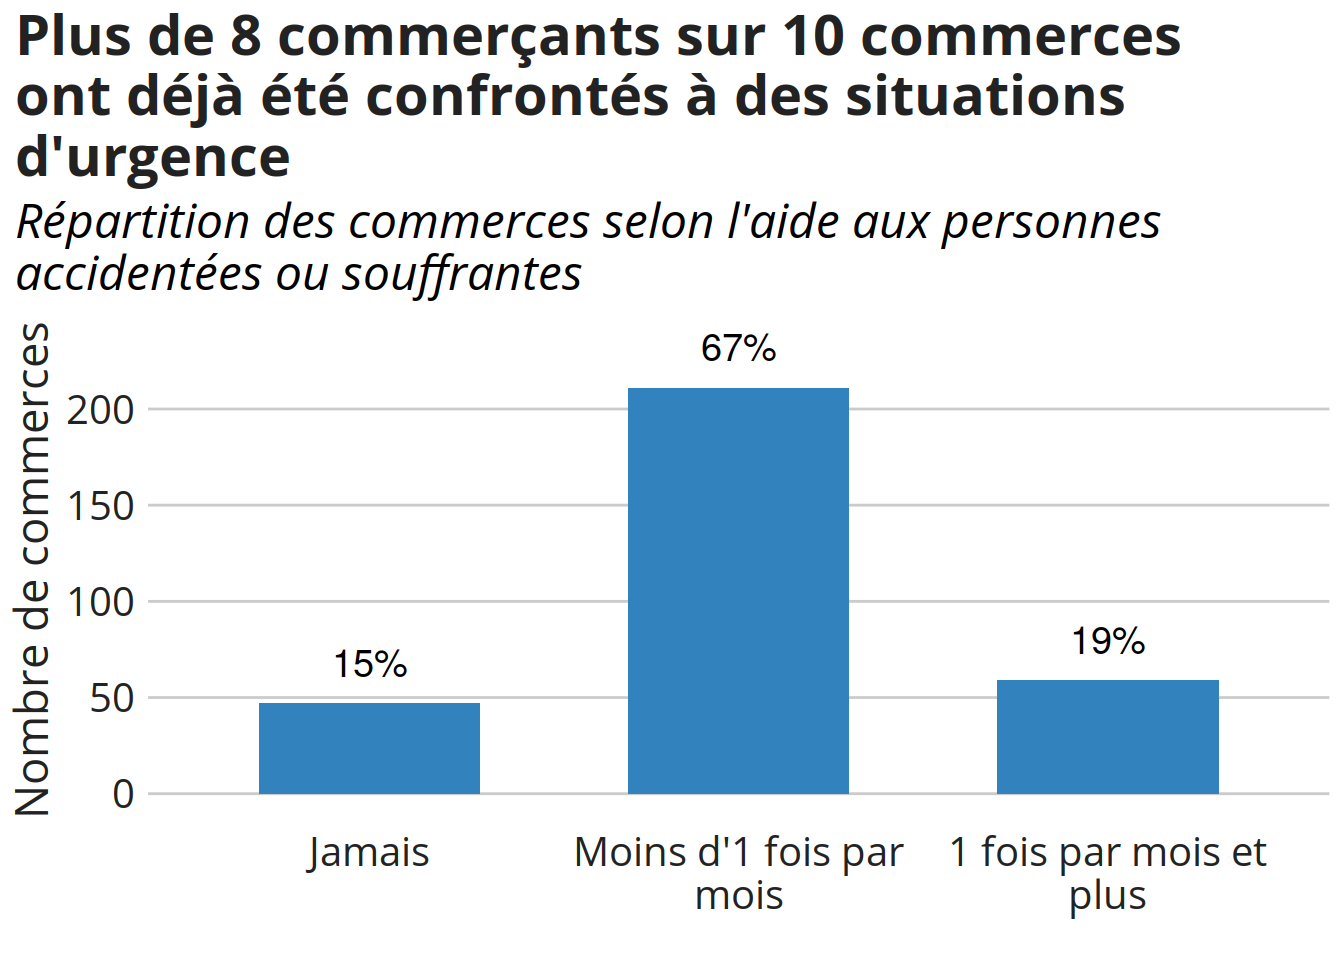 Plus de 8 commerçants sur 10 commerces
ont déjà été confrontés à des situations
d'urgence
Répartition des commerces selon l'aide aux personnes
accidentées ou souffrantes
Nombre de commerces
200
150
100
50
0
15%
67%
19%
Jamais
Moins d'1 fois par
mois
1 fois par mois et
plus